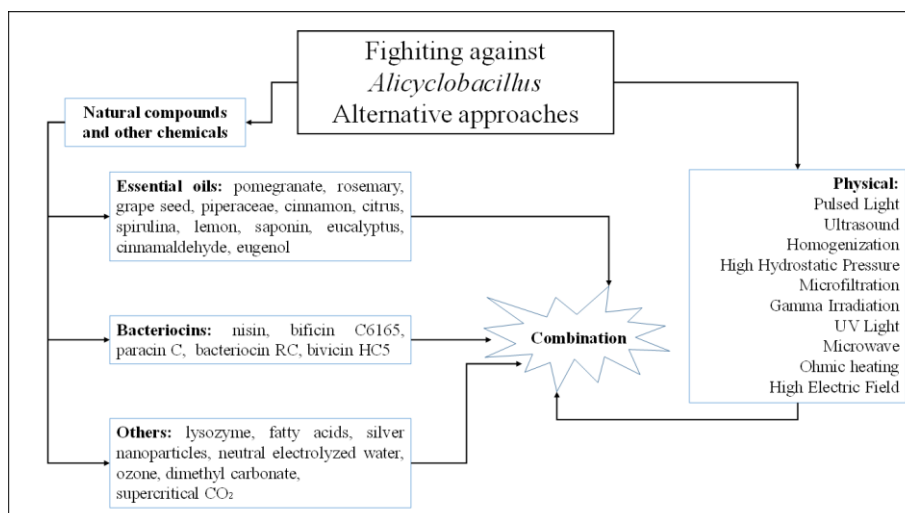 Fighiting against
Alicyclobacillus
Alternative approaches
Natural compounds
and other chemicals
Essential oils: pomegranate, rosemary,
grape seed, piperaceae, cinnamon, citrus,
spirulina, lemon, saponin, eucalyptus,
cinnamaldehyde, eugenol
Bacteriocins: nisin, bificin C6165,
paracin C, bacteriocin RC, bivicin HC5
Others: lysozyme, fatty acids, silver
nanoparticles, neutral electrolyzed water,
ozone, dimethyl carbonate,
supercritical CO₂
Combination
Physical:
Pulsed Light
Ultrasound
Homogenization
High Hydrostatic Pressure
Microfiltration
Gamma Irradiation
UV Light
Microwave
Ohmic heating
High Electric Field